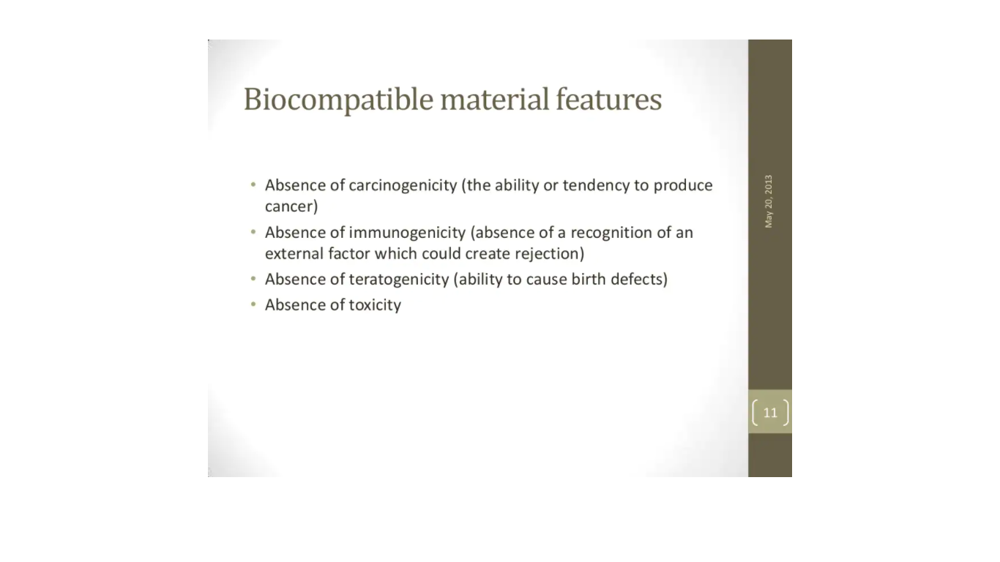 Biocompatible material features
• Absence of carcinogenicity (the ability or tendency to produce
cancer)
• Absence of immunogenicity (absence of a recognition of an
external factor which could create rejection)
• Absence of teratogenicity (ability to cause birth defects)
• Absence of toxicity
May 20, 2013
11